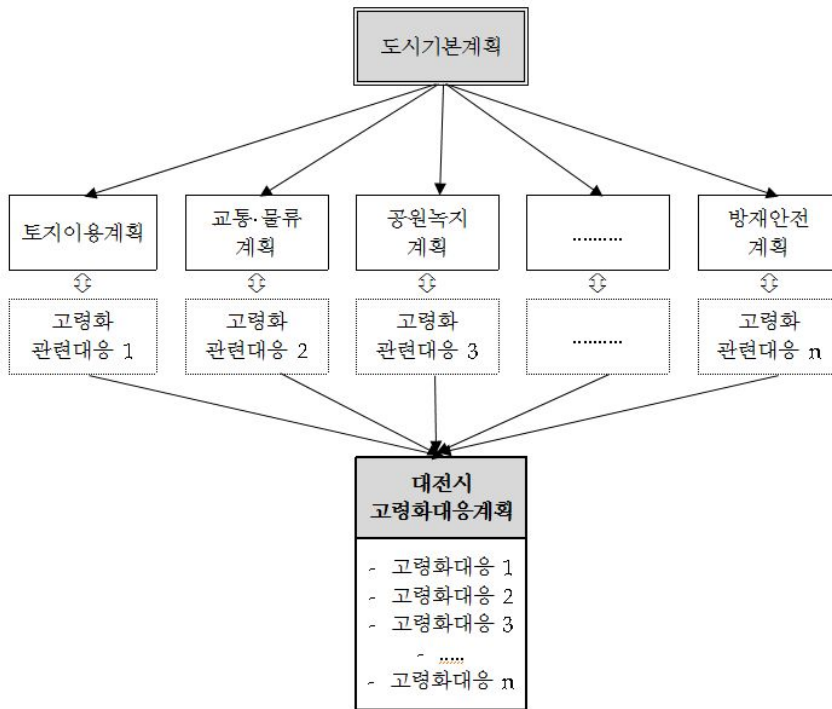 도시기본계획
토지이용계획
교통·물류
계획
공원녹지
계획
..........
방재안전
계획
고령화
관련대응 1
고령화
관련대응 2
고령화
관련대응 3
..........
고령화
관련대응 n
대전시
고령화대응계획
- 고령화대응 1
- 고령화대응 2
- 고령화대응 3
- .....
- 고령화대응 n